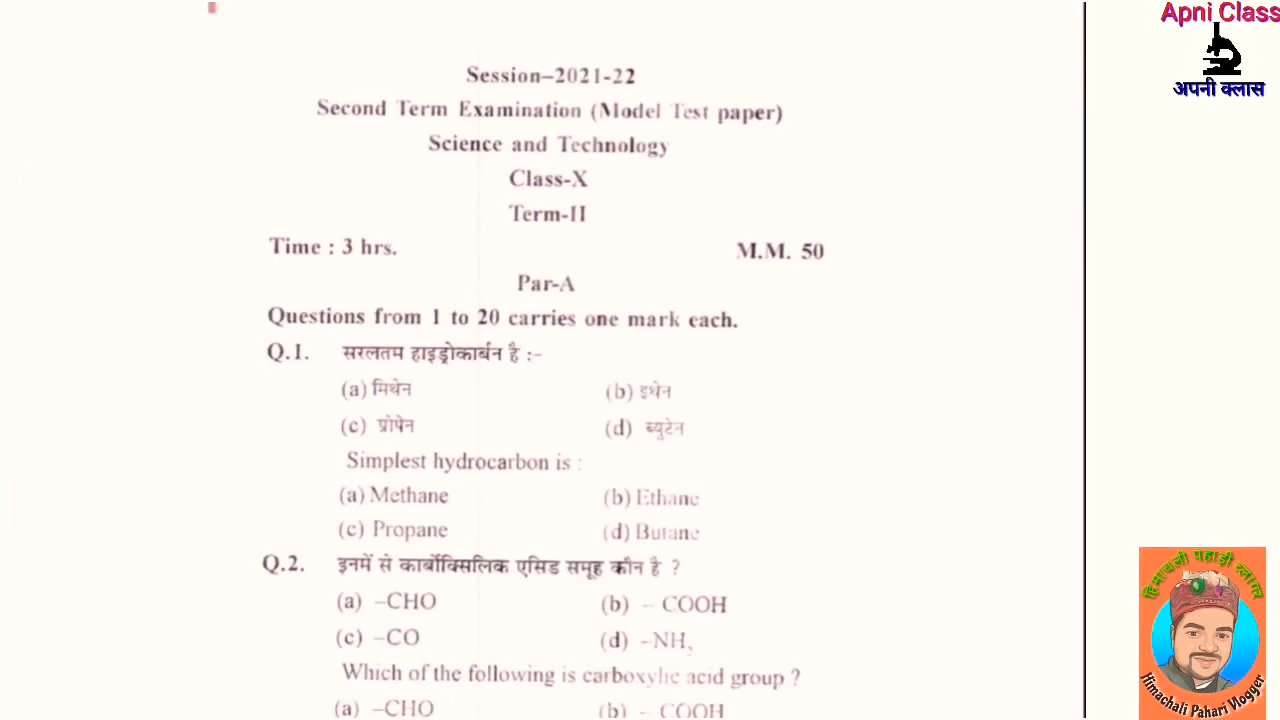 Apni Class
अपनी क्लास
Session–2021-22
Second Term Examination (Model Test paper)
Science and Technology
Class-X
Term-II
Time : 3 hrs. M.M. 50
Par-A
Questions from 1 to 20 carries one mark each.
Q.1. सरलतम हाइड्रोकार्बन है :-
(a) मिथेन (b) इथेन
(c) प्रोपेन (d) ब्युटेन
Simplest hydrocarbon is :
(a) Methane (b) Ethane
(c) Propane (d) Butane
Q.2. इनमें से कार्बोक्सिलिक एसिड समूह कौन है ?
(a) –CHO (b) – COOH
(c) –CO (d) –NH₂
Which of the following is carboxylic acid group ?
(a) –CHO (b) – COOH
हिमाचली पहाड़ी व्लागर
Himachali Pahari Vlogger